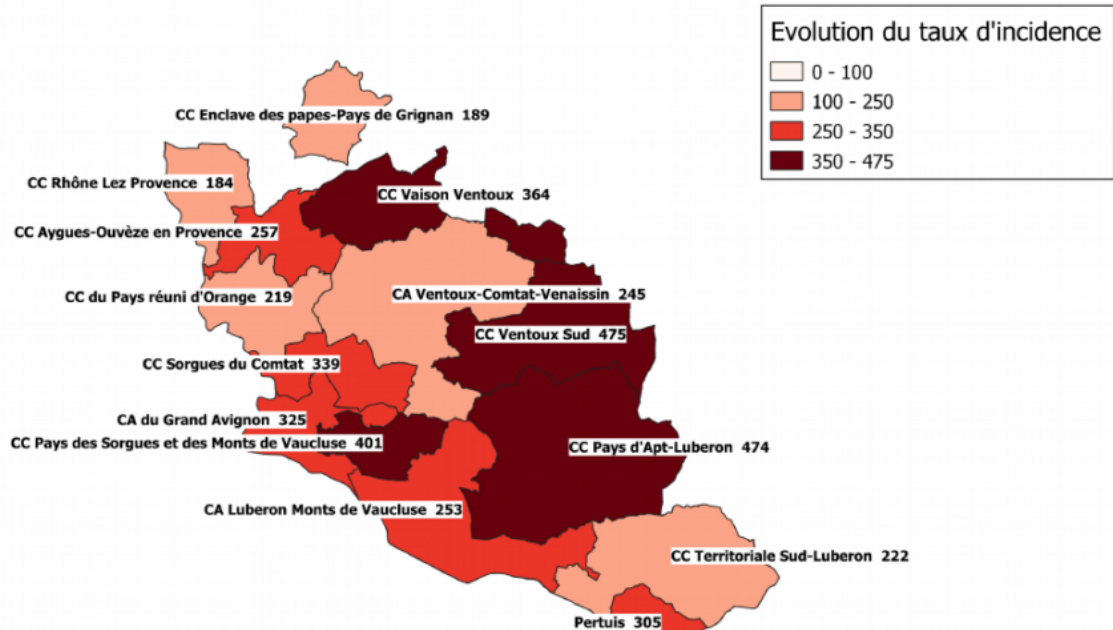 Evolution du taux d'incidence
0 - 100
100 - 250
250 - 350
350 - 475
CC Enclave des papes-Pays de Grignan 189
CC Rhône Lez Provence 184
CC Vaison Ventoux 364
CC Aygues-Ouvèze en Provence 257
CC du Pays réuni d'Orange 219
CA Ventoux-Comtat-Venaissin 245
CC Ventoux Sud 475
CC Sorgues du Comtat 339
CA du Grand Avignon 325
CC Pays des Sorgues et des Monts de Vaucluse 401
CC Pays d'Apt-Luberon 474
CA Luberon Monts de Vaucluse 253
CC Territoriale Sud-Luberon 222
Pertuis 305